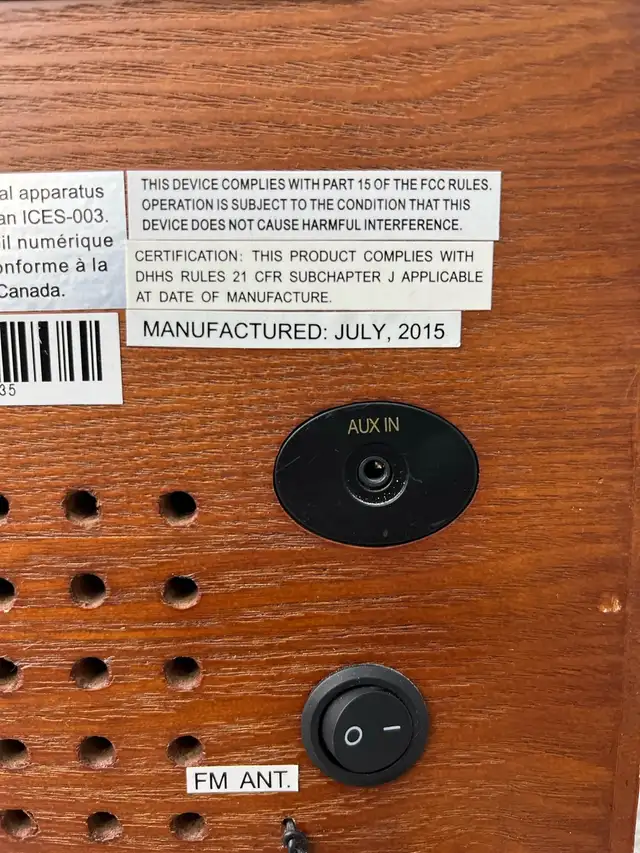 al apparatus
an ICES-003.
il numérique
onforme à la
Canada.
35
THIS DEVICE COMPLIES WITH PART 15 OF THE FCC RULES.
OPERATION IS SUBJECT TO THE CONDITION THAT THIS
DEVICE DOES NOT CAUSE HARMFUL INTERFERENCE.
CERTIFICATION: THIS PRODUCT COMPLIES WITH
DHHS RULES 21 CFR SUBCHAPTER J APPLICABLE
AT DATE OF MANUFACTURE.
MANUFACTURED: JULY, 2015
AUX IN
O I
FM ANT.